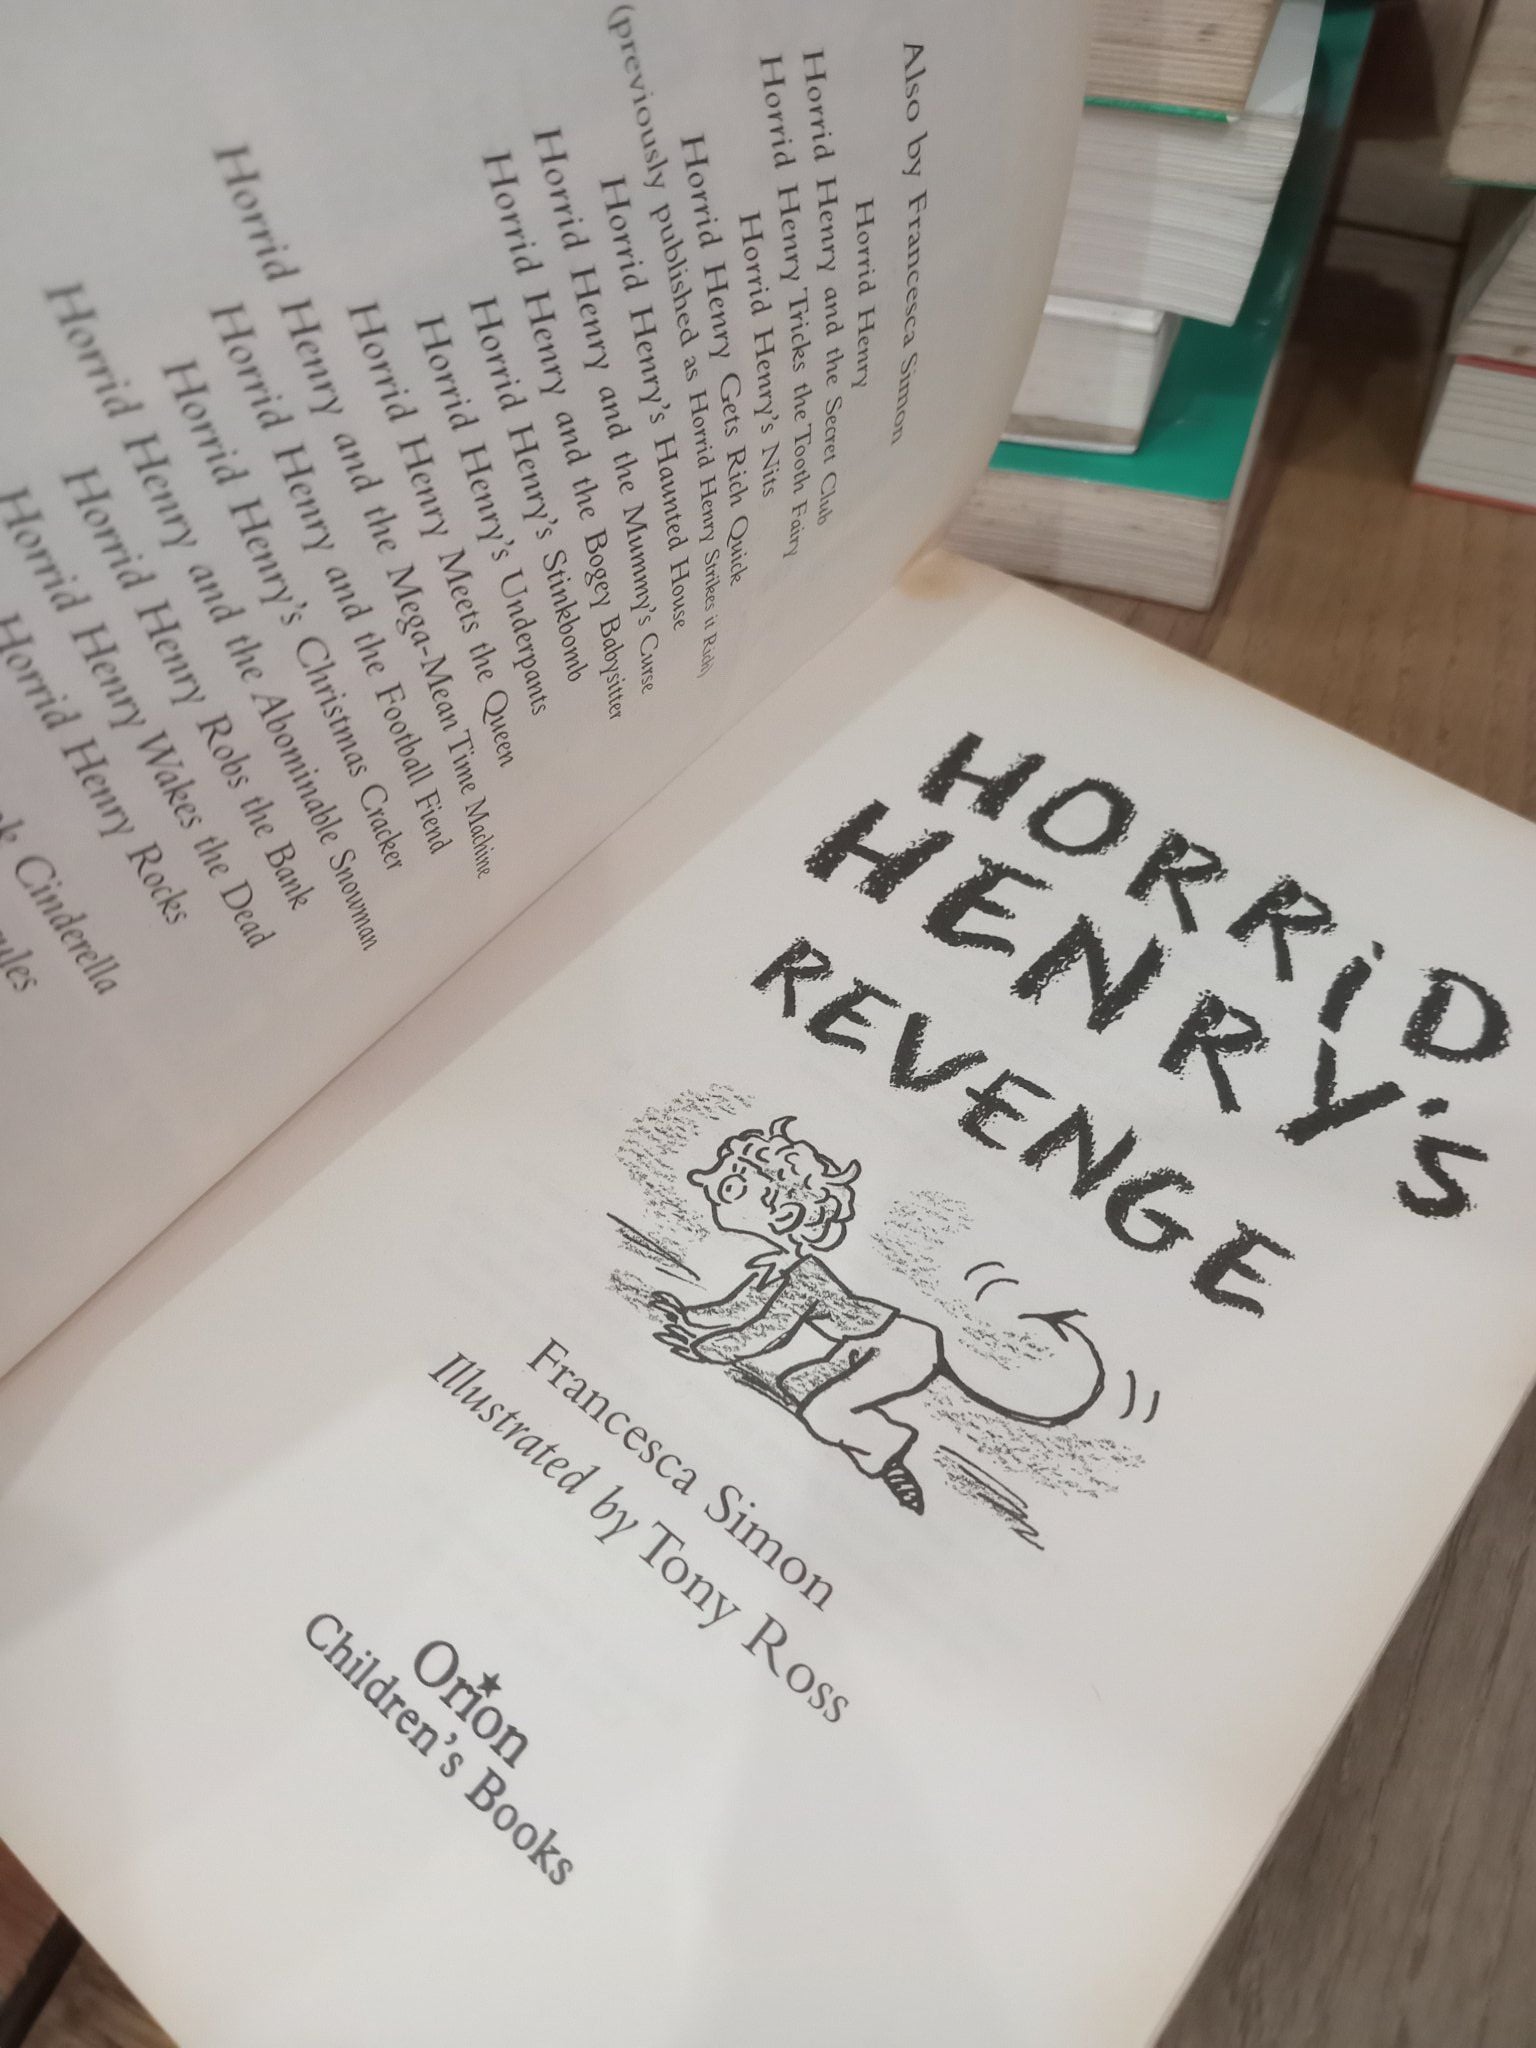 Also by Francesca Simon
Horrid Henry
Horrid Henry and the Secret Club
Horrid Henry Tricks the Tooth Fairy
Horrid Henry's Nits
Horrid Henry Gets Rich Quick
(previously published as Horrid Henry Strikes it Rich)
Horrid Henry's Haunted House
Horrid Henry and the Mummy's Curse
Horrid Henry and the Bogey Babysitter
Horrid Henry's Stinkbomb
Horrid Henry's Underpants
Horrid Henry Meets the Queen
Horrid Henry and the Mega-Mean Time Machine
Horrid Henry and the Football Fiend
Horrid Henry's Christmas Cracker
Horrid Henry and the Abominable Snowman
Horrid Henry Robs the Bank
Horrid Henry Wakes the Dead
Horrid Henry Rocks
Cinderella
HORRiD
HENRY'S
REVENGE
Francesca Simon
Illustrated by Tony Ross
Orion
Children's Books